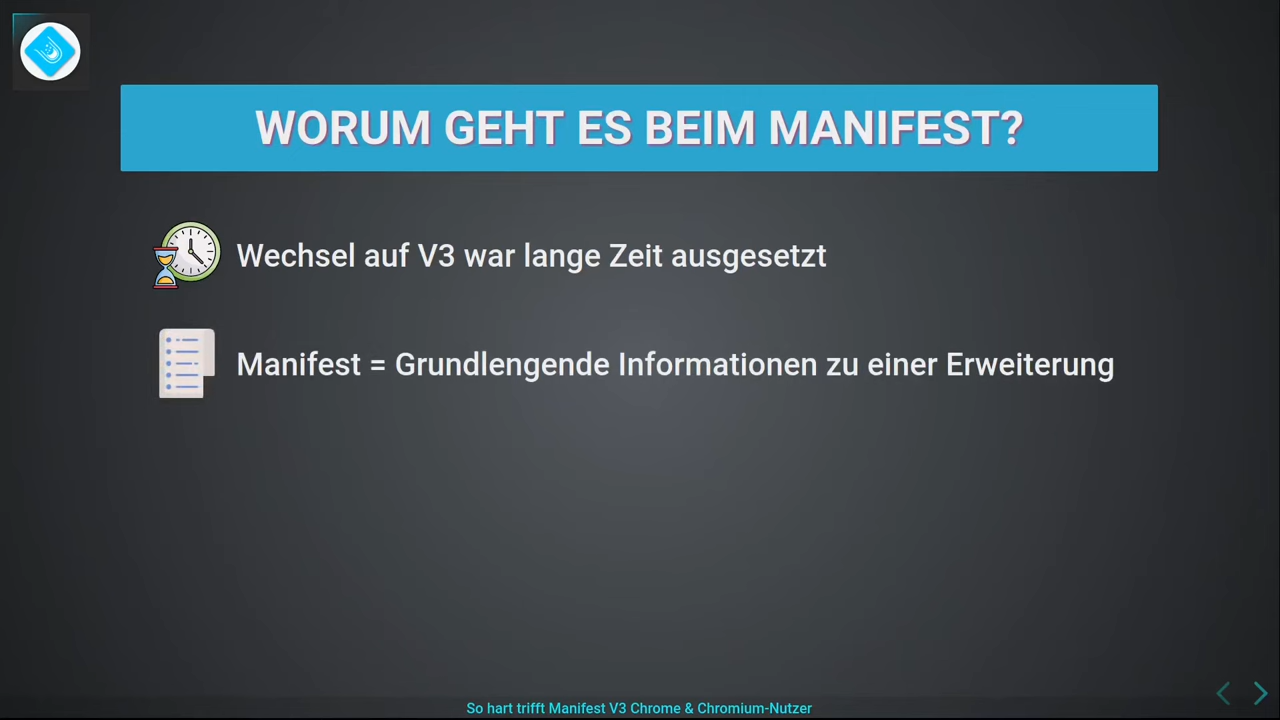 WORUM GEHT ES BEIM MANIFEST?
Wechsel auf V3 war lange Zeit ausgesetzt
Manifest = Grundlengende Informationen zu einer Erweiterung
So hart trifft Manifest V3 Chrome & Chromium-Nutzer